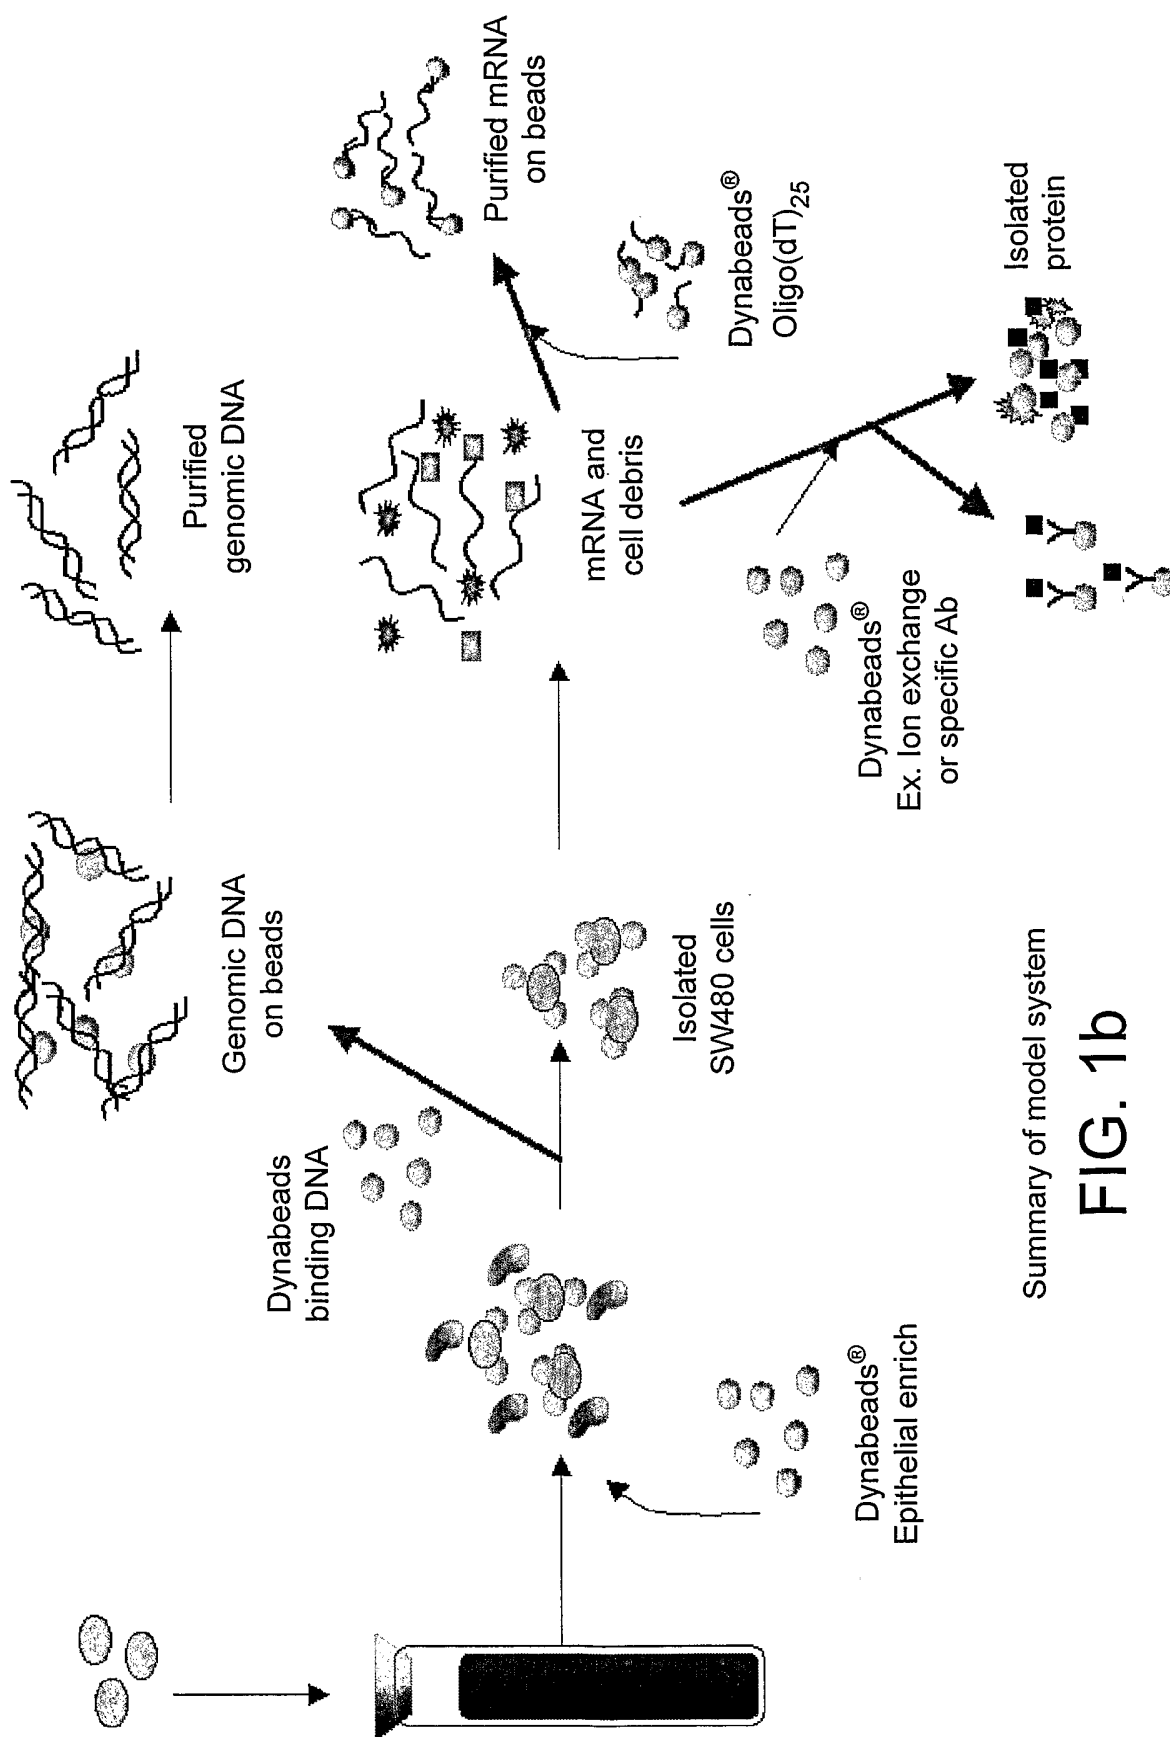 Dynabeads®
Epithelial enrich
Dynabeads
binding DNA
Genomic DNA
on beads
Purified
genomic DNA
Isolated
SW480 cells
mRNA and
cell debris
Purified mRNA
on beads
Dynabeads®
Oligo(dT)25
Dynabeads®
Ex. Ion exchange
or specific Ab
Isolated
protein
Summary of model system
FIG. 1b